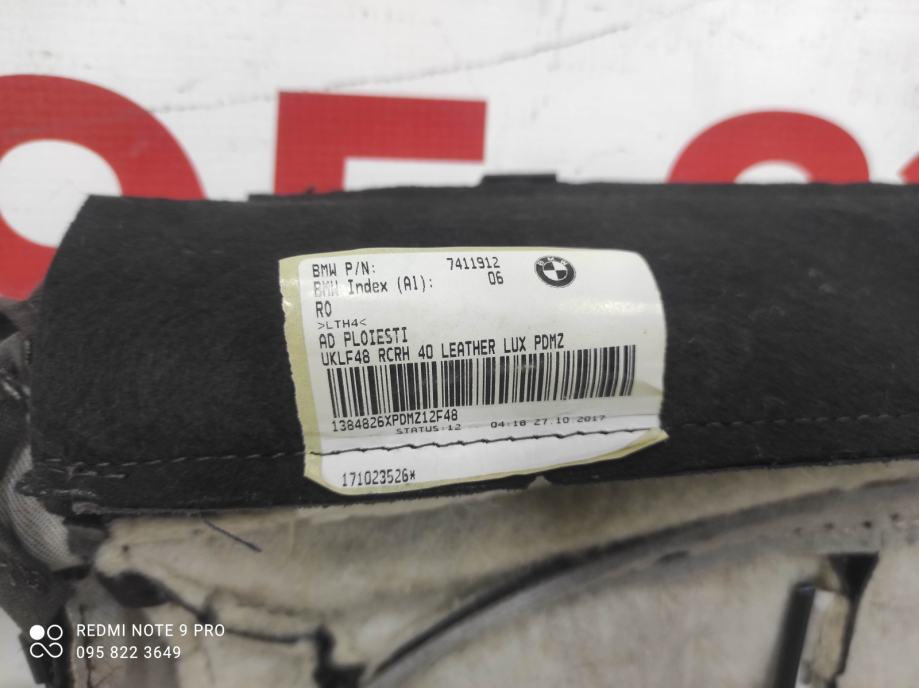 BMW P/N: 7411912
BMW Index (AI): 06
RO
>LTH4<
AD PLOIESTI
UKLF48 RCRH 40 LEATHER LUX PDMZ
1384826XPDMZ12F48
STATUS:12 04:18 27.10.2017
171023526*
REDMI NOTE 9 PRO
095 822 3649